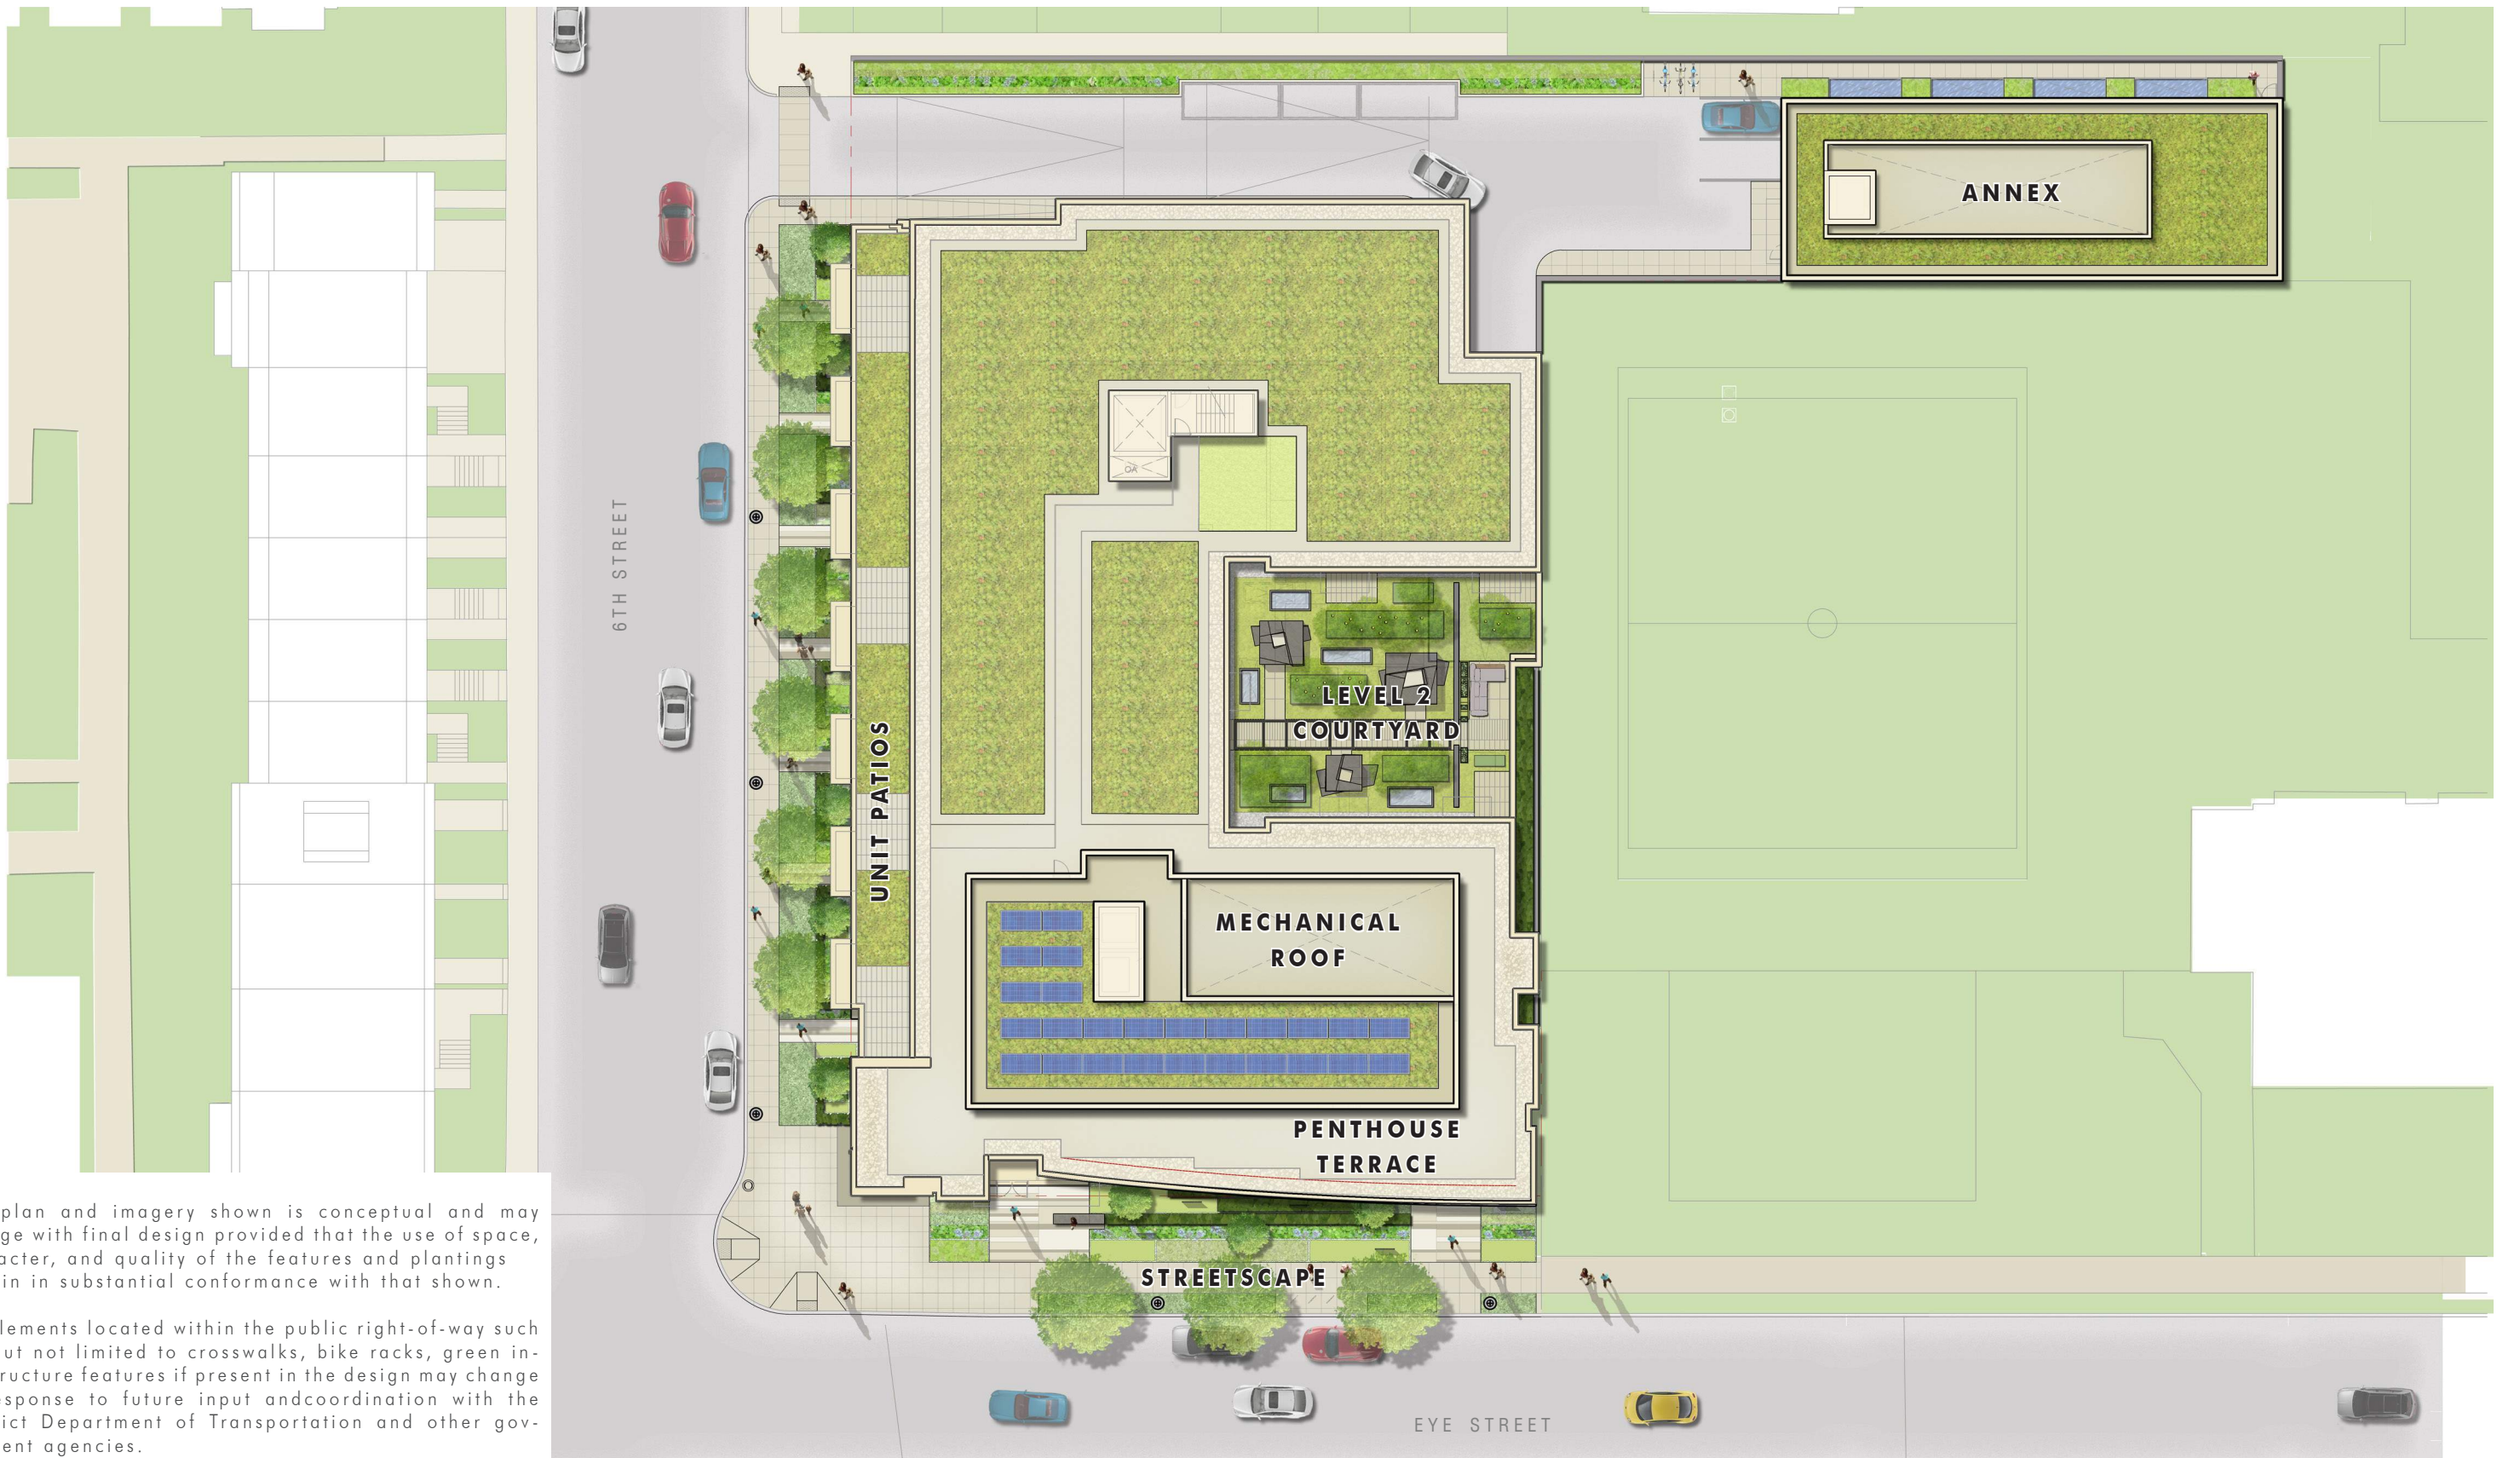 ANNEX
6TH STREET
UNIT PATIOS
OA
LEVEL 2
COURTYARD
MECHANICAL
ROOF
PENTHOUSE
TERRACE
STREETSCAPE
EYE STREET
plan and imagery shown is conceptual and may
ge with final design provided that the use of space,
acter, and quality of the features and plantings
in in substantial conformance with that shown.
lements located within the public right-of-way such
ut not limited to crosswalks, bike racks, green in-
ructure features if present in the design may change
esponse to future input andcoordination with the
ict Department of Transportation and other gov-
ent agencies.